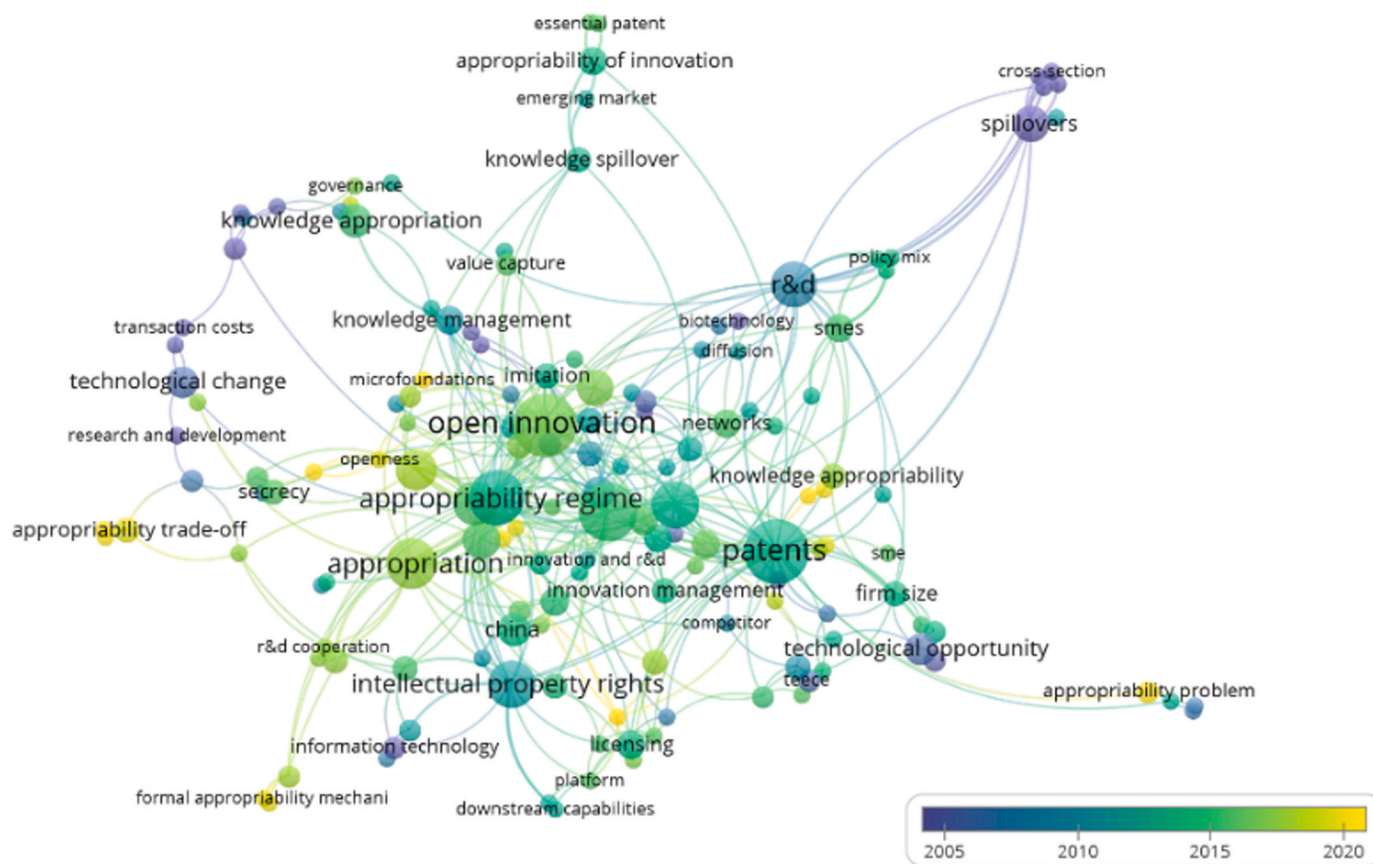 essential patent
appropriability of innovation
cross-section
emerging market
spillovers
knowledge spillover
governance
knowledge appropriation
value capture
policy mix
r&d
knowledge management
biotechnology
smes
transaction costs
diffusion
technological change
microfoundations
imitation
open innovation
networks
research and development
openness
knowledge appropriability
secrecy
appropriability regime
appropriability trade-off
patents
sme
appropriation
innovation and r&d
innovation management
firm size
competitor
china
r&d cooperation
technological opportunity
intellectual property rights
teece
appropriability problem
information technology
licensing
platform
formal appropriability mechani
downstream capabilities
2005
2010
2015
2020